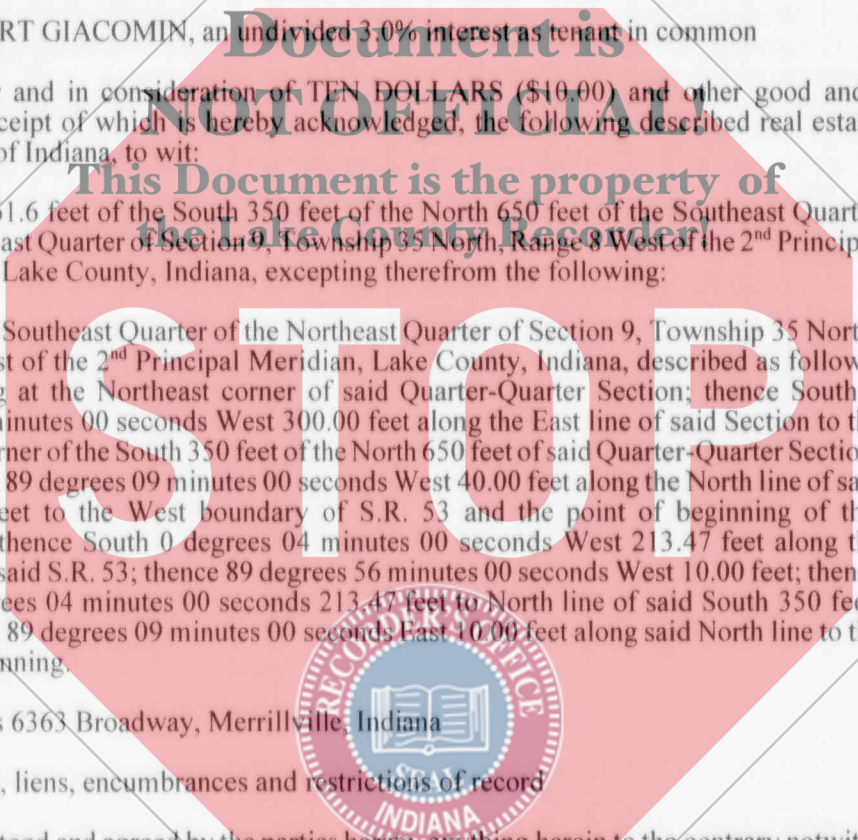 RT GIACOMIN, an undivided 3.0% interest as tenant in common
Document is
and in consideration of TEN DOLLARS ($10.00) and other good and
NOT OFFICIAL!
ceipt of which is hereby acknowledged, the following described real esta
of Indiana, to wit:
This Document is the property of
51.6 feet of the South 350 feet of the North 650 feet of the Southeast Quart
the Lake County Recorder!
ast Quarter of Section 9, Township 35 North, Range 8 West of the 2nd Princip
Lake County, Indiana, excepting therefrom the following:
Southeast Quarter of the Northeast Quarter of Section 9, Township 35 Nort
st of the 2nd Principal Meridian, Lake County, Indiana, described as follow
g at the Northeast corner of said Quarter-Quarter Section; thence South
inutes 00 seconds West 300.00 feet along the East line of said Section to t
rner of the South 350 feet of the North 650 feet of said Quarter-Quarter Sectio
89 degrees 09 minutes 00 seconds West 40.00 feet along the North line of sa
STOP
eet to the West boundary of S.R. 53 and the point of beginning of th
thence South 0 degrees 04 minutes 00 seconds West 213.47 feet along t
said S.R. 53; thence 89 degrees 56 minutes 00 seconds West 10.00 feet; then
ees 04 minutes 00 seconds 213.47 feet to North line of said South 350 fee
89 degrees 09 minutes 00 seconds East 10.00 feet along said North line to t
nning.
RECORDER'S OFFICE
6363 Broadway, Merrillville, Indiana
SEAL
, liens, encumbrances and restrictions of record
INDIANA